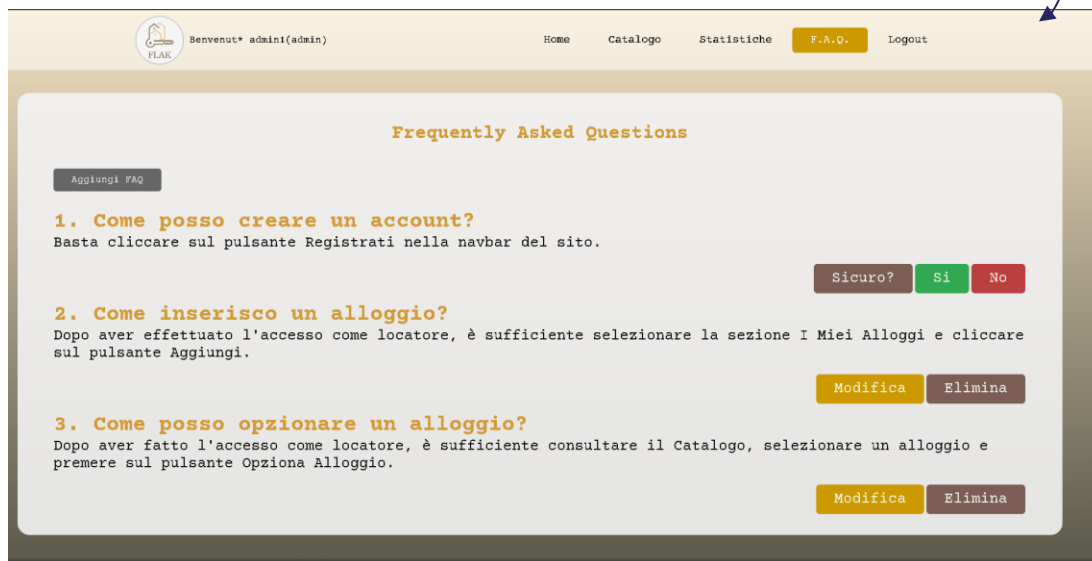 FLAK
Benvenut* admin1(admin)
Home Catalogo Statistiche F.A.Q. Logout
Frequently Asked Questions
Aggiungi FAQ
1. Come posso creare un account?
Basta cliccare sul pulsante Registrati nella navbar del sito.
Sicuro? Si No
2. Come inserisco un alloggio?
Dopo aver effettuato l'accesso come locatore, è sufficiente selezionare la sezione I Miei Alloggi e cliccare
sul pulsante Aggiungi.
Modifica Elimina
3. Come posso opzionare un alloggio?
Dopo aver fatto l'accesso come locatore, è sufficiente consultare il Catalogo, selezionare un alloggio e
premere sul pulsante Opziona Alloggio.
Modifica Elimina